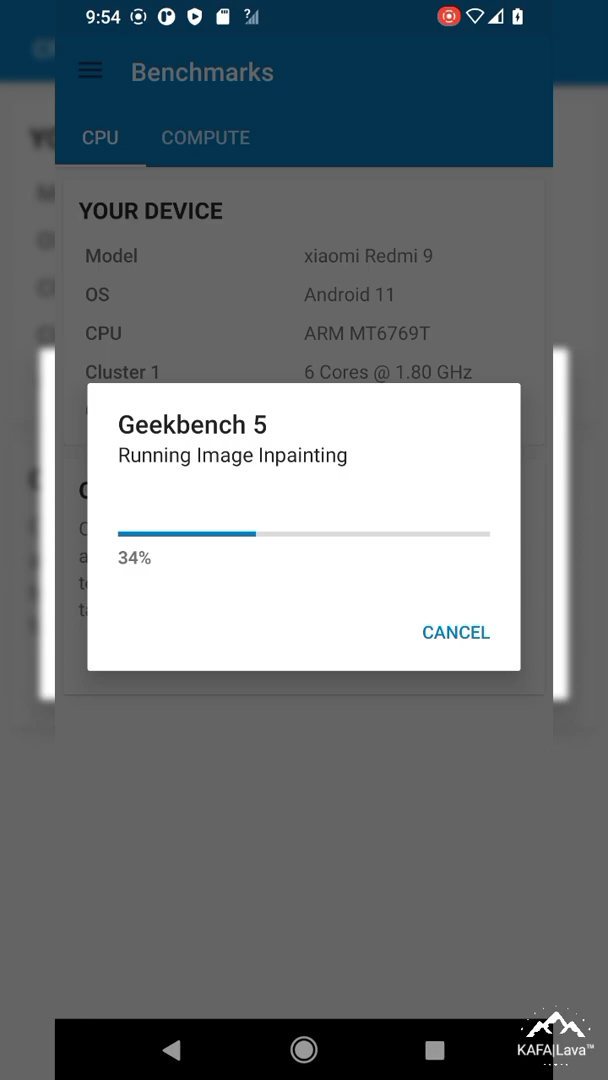 9:54
Benchmarks
CPU COMPUTE
YOUR DEVICE
Model xiaomi Redmi 9
OS Android 11
CPU ARM MT6769T
Cluster 1 6 Cores @ 1.80 GHz
Geekbench 5
Running Image Inpainting
34%
CANCEL
KAFA|Lava™